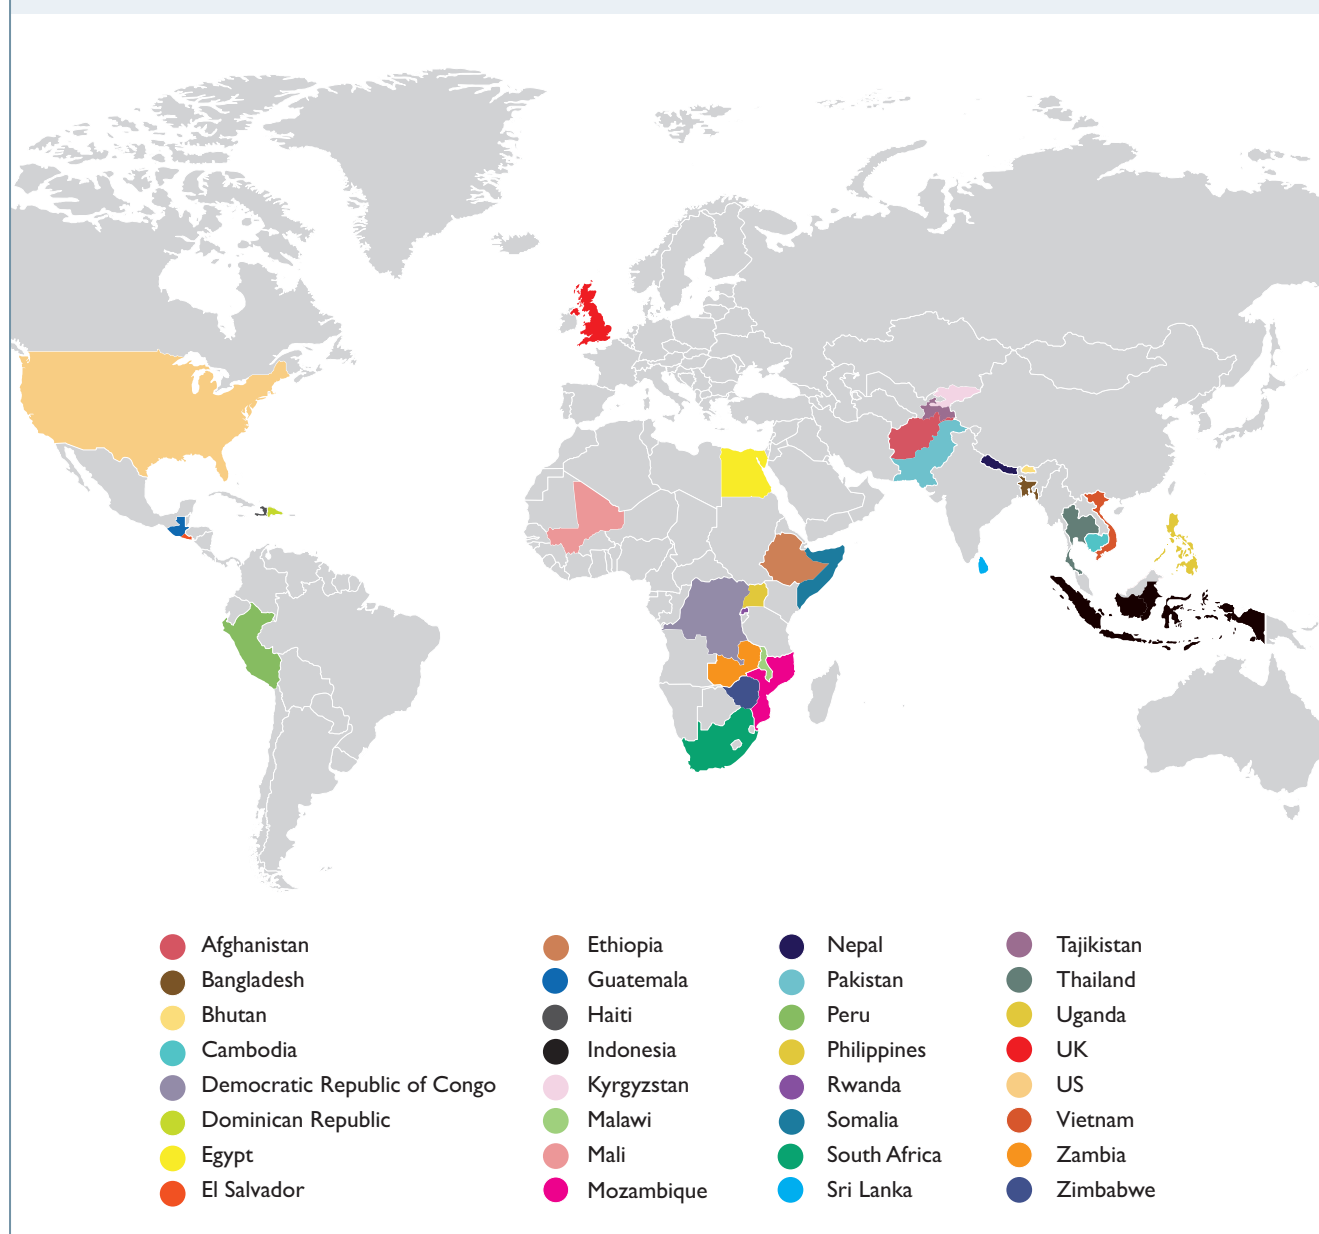 Afghanistan
Bangladesh
Bhutan
Cambodia
Democratic Republic of Congo
Dominican Republic
Egypt
El Salvador
Ethiopia
Guatemala
Haiti
Indonesia
Kyrgyzstan
Malawi
Mali
Mozambique
Nepal
Pakistan
Peru
Philippines
Rwanda
Somalia
South Africa
Sri Lanka
Tajikistan
Thailand
Uganda
UK
US
Vietnam
Zambia
Zimbabwe